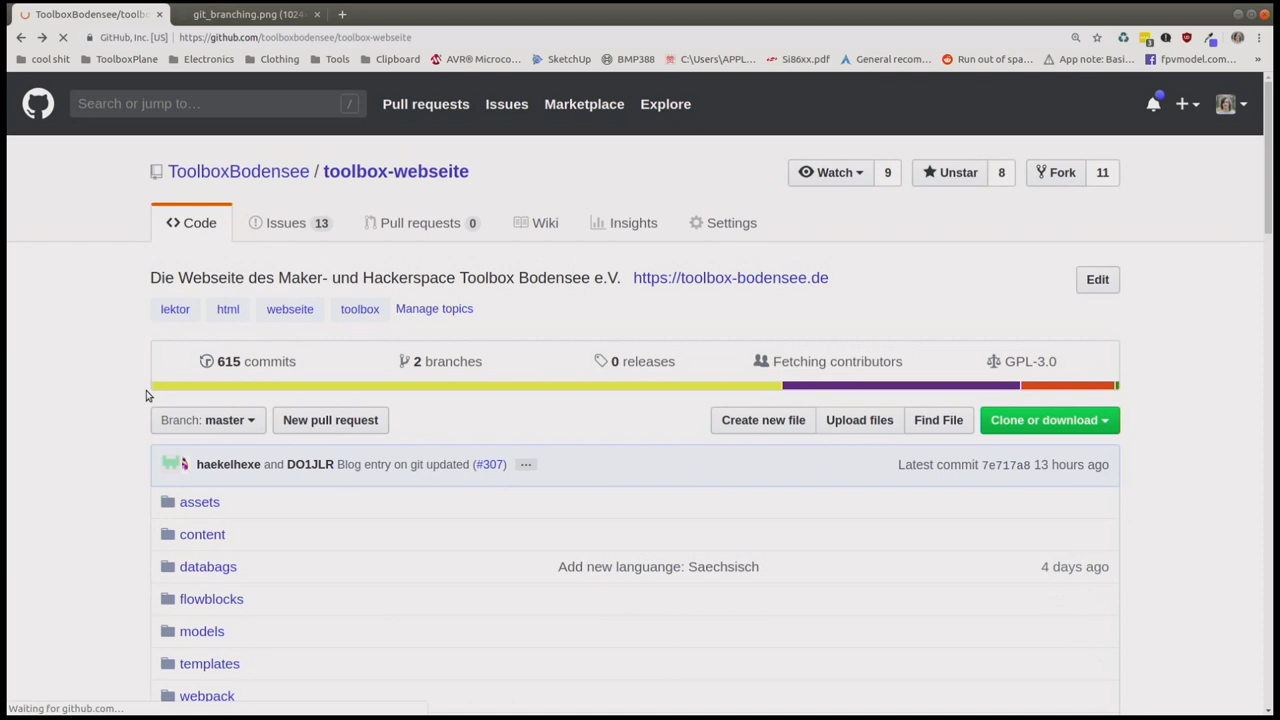 ToolboxBodensee/toolb
git_branching.png (1024
GitHub, Inc. [US] https://github.com/toolboxbodensee/toolbox-webseite
cool shit ToolboxPlane Electronics Clothing Tools Clipboard AVR® Microco... SketchUp BMP388 C:\Users\APPL... Si86xx.pdf General recom... Run out of spa... App note: Basi... fpvmodel.com... »
Search or jump to... / Pull requests Issues Marketplace Explore
ToolboxBodensee / toolbox-webseite Watch 9 Unstar 8 Fork 11
Code Issues 13 Pull requests 0 Wiki Insights Settings
Die Webseite des Maker- und Hackerspace Toolbox Bodensee e.V. https://toolbox-bodensee.de Edit
lektor html webseite toolbox Manage topics
615 commits 2 branches 0 releases Fetching contributors GPL-3.0
Branch: master New pull request Create new file Upload files Find File Clone or download
haekelhexe and DO1JLR Blog entry on git updated (#307) ... Latest commit 7e717a8 13 hours ago
assets
content
databags Add new languange: Saechsisch 4 days ago
flowblocks
models
templates
webpack
Waiting for github.com...